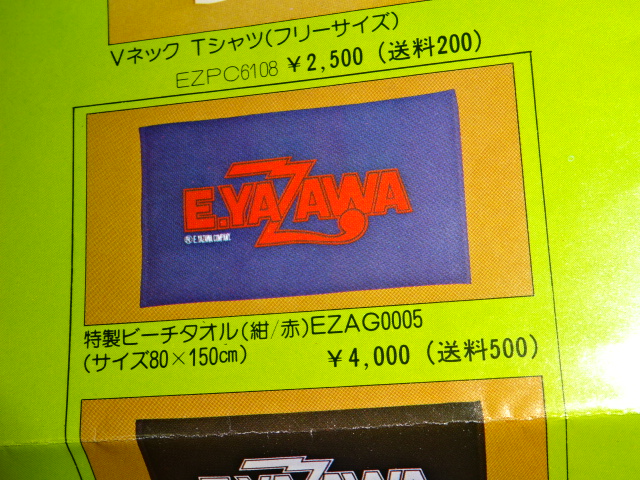 Vネック Tシャツ(フリーサイズ)
EZPC6108 ¥2,500 (送料200)
E.YAZAWA
E.YAZAWA COMPANY.
特製ビーチタオル(紺/赤)EZAG0005
(サイズ80×150cm) ¥4,000 (送料500)
E.YAZAWA